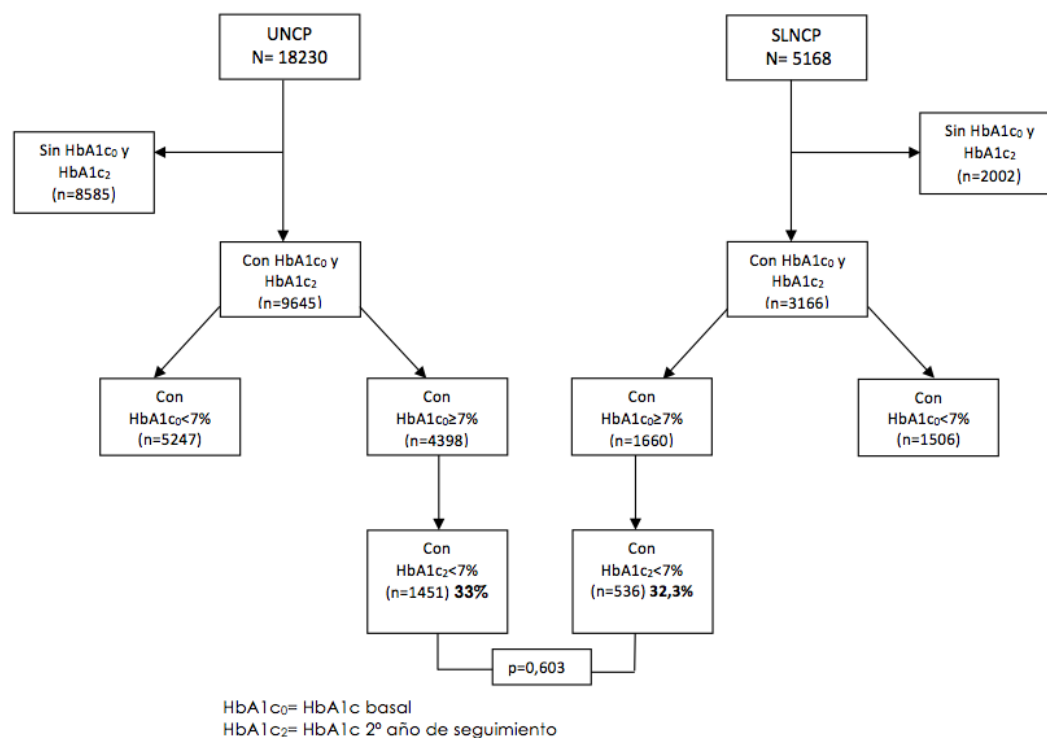 UNCP
N= 18230
SLNCP
N= 5168
Sin HbA1c₀ y
HbA1c₂
(n=8585)
Sin HbA1c₀ y
HbA1c₂
(n=2002)
Con HbA1c₀ y
HbA1c₂
(n=9645)
Con HbA1c₀ y
HbA1c₂
(n=3166)
Con
HbA1c₀<7%
(n=5247)
Con
HbA1c₀≥7%
(n=4398)
Con
HbA1c₀≥7%
(n=1660)
Con
HbA1c₀<7%
(n=1506)
Con
HbA1c₂<7%
(n=1451) 33%
Con
HbA1c₂<7%
(n=536) 32,3%
p=0,603
HbA1c₀= HbA1c basal
HbA1c₂= HbA1c 2º año de seguimiento